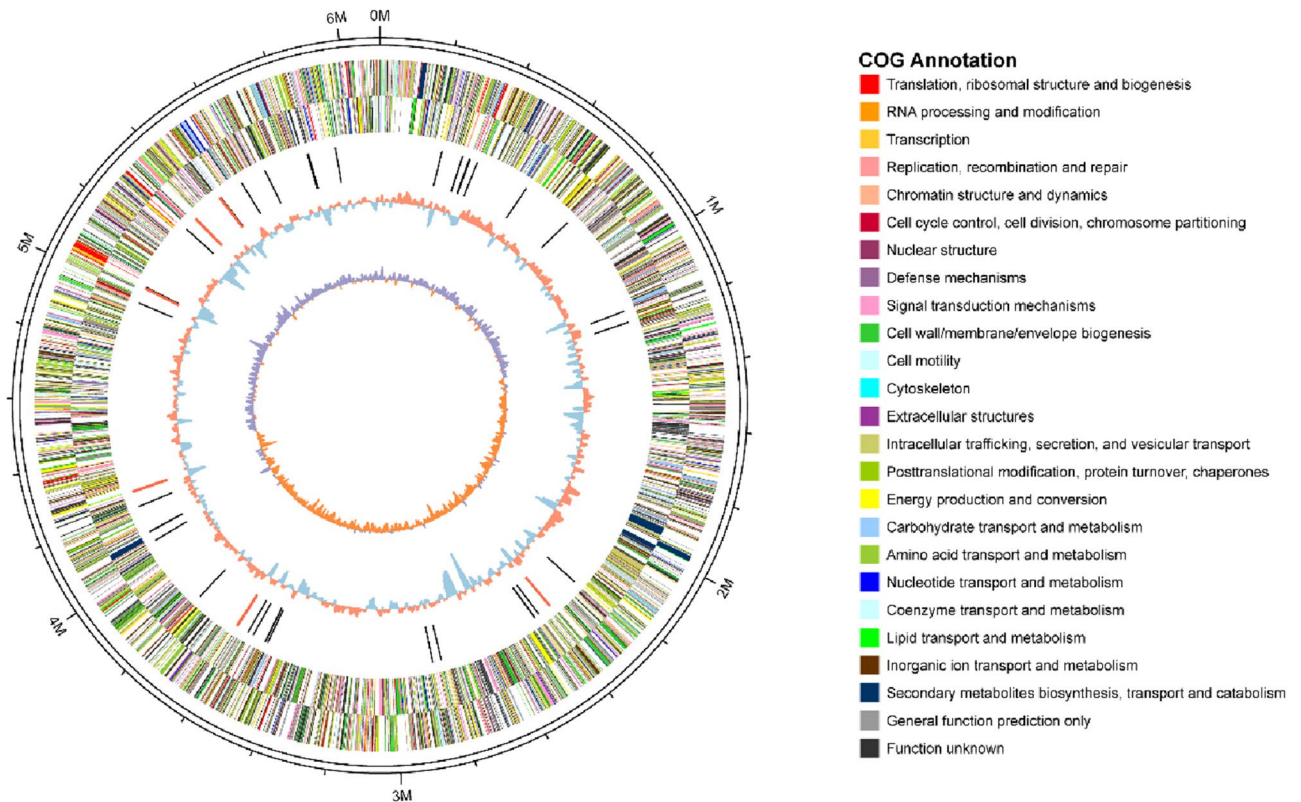 6M
0M
1M
5M
2M
4M
3M
COG Annotation
Translation, ribosomal structure and biogenesis
RNA processing and modification
Transcription
Replication, recombination and repair
Chromatin structure and dynamics
Cell cycle control, cell division, chromosome partitioning
Nuclear structure
Defense mechanisms
Signal transduction mechanisms
Cell wall/membrane/envelope biogenesis
Cell motility
Cytoskeleton
Extracellular structures
Intracellular trafficking, secretion, and vesicular transport
Posttranslational modification, protein turnover, chaperones
Energy production and conversion
Carbohydrate transport and metabolism
Amino acid transport and metabolism
Nucleotide transport and metabolism
Coenzyme transport and metabolism
Lipid transport and metabolism
Inorganic ion transport and metabolism
Secondary metabolites biosynthesis, transport and catabolism
General function prediction only
Function unknown